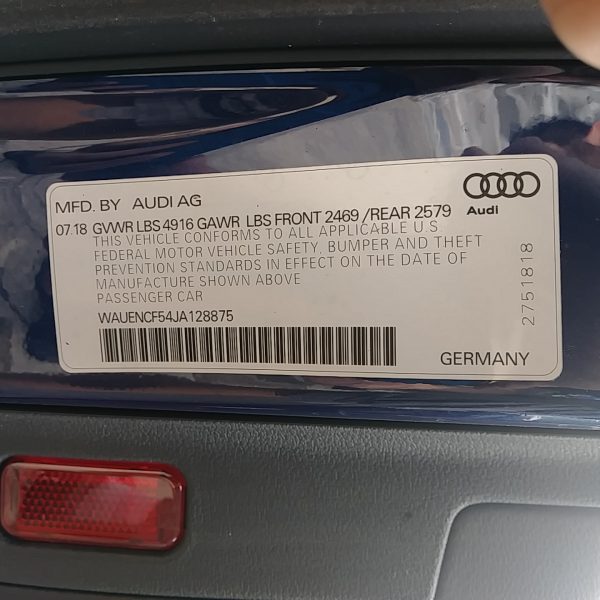 MFD. BY AUDI AG
Audi
07.18 GVWR LBS 4916 GAWR LBS FRONT 2469 /REAR 2579
THIS VEHICLE CONFORMS TO ALL APPLICABLE U.S
FEDERAL MOTOR VEHICLE SAFETY, BUMPER AND THEFT
PREVENTION STANDARDS IN EFFECT ON THE DATE OF
MANUFACTURE SHOWN ABOVE
PASSENGER CAR
WAUENCF54JA128875
GERMANY
2751818